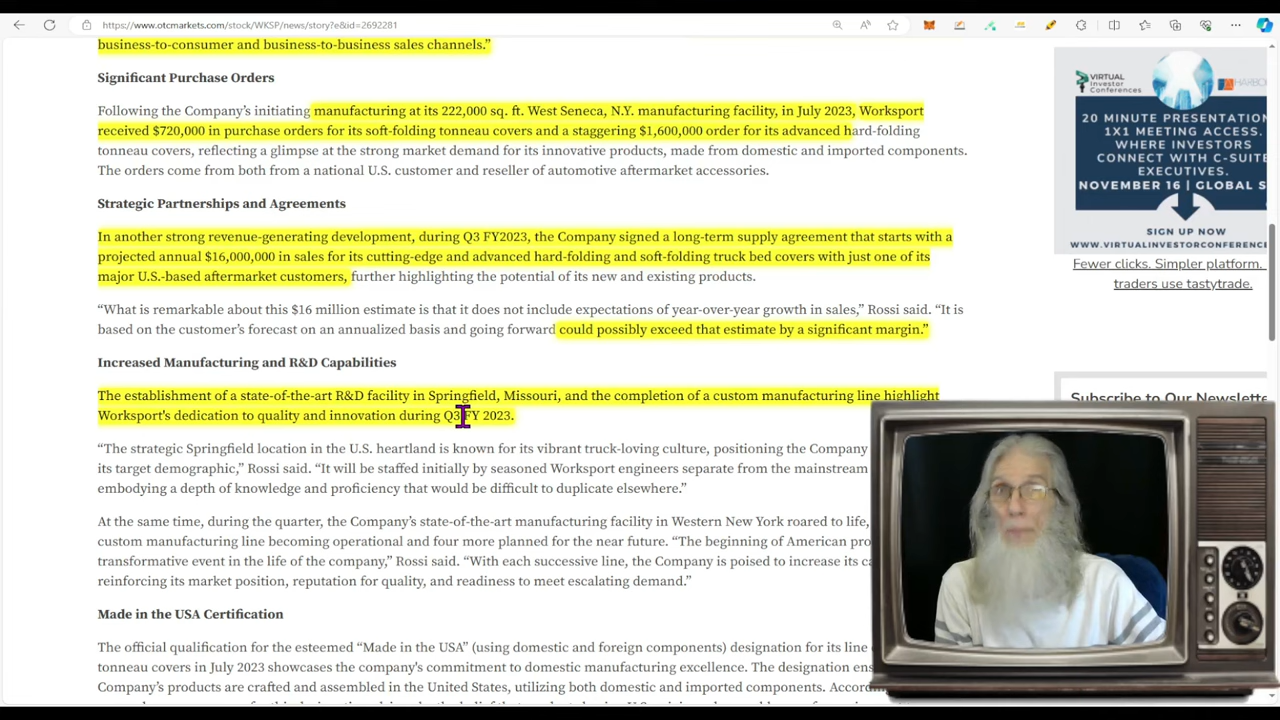 https://www.otcmarkets.com/stock/WKSP/news/story?e&id=2692281
business-to-consumer and business-to-business sales channels.”
Significant Purchase Orders
Following the Company’s initiating manufacturing at its 222,000 sq. ft. West Seneca, N.Y. manufacturing facility, in July 2023, Worksport
received $720,000 in purchase orders for its soft-folding tonneau covers and a staggering $1,600,000 order for its advanced hard-folding
tonneau covers, reflecting a glimpse at the strong market demand for its innovative products, made from domestic and imported components.
The orders come from both from a national U.S. customer and reseller of automotive aftermarket accessories.
Strategic Partnerships and Agreements
In another strong revenue-generating development, during Q3 FY2023, the Company signed a long-term supply agreement that starts with a
projected annual $16,000,000 in sales for its cutting-edge and advanced hard-folding and soft-folding truck bed covers with just one of its
major U.S.-based aftermarket customers, further highlighting the potential of its new and existing products.
“What is remarkable about this $16 million estimate is that it does not include expectations of year-over-year growth in sales,” Rossi said. “It is
based on the customer’s forecast on an annualized basis and going forward could possibly exceed that estimate by a significant margin.”
Increased Manufacturing and R&D Capabilities
The establishment of a state-of-the-art R&D facility in Springfield, Missouri, and the completion of a custom manufacturing line highlight
Worksport's dedication to quality and innovation during Q3 FY 2023.
“The strategic Springfield location in the U.S. heartland is known for its vibrant truck-loving culture, positioning the Company
its target demographic,” Rossi said. “It will be staffed initially by seasoned Worksport engineers separate from the mainstream
embodying a depth of knowledge and proficiency that would be difficult to duplicate elsewhere.”
At the same time, during the quarter, the Company’s state-of-the-art manufacturing facility in Western New York roared to life,
custom manufacturing line becoming operational and four more planned for the near future. “The beginning of American pro
transformative event in the life of the company,” Rossi said. “With each successive line, the Company is poised to increase its ca
reinforcing its market position, reputation for quality, and readiness to meet escalating demand.”
Made in the USA Certification
The official qualification for the esteemed “Made in the USA” (using domestic and foreign components) designation for its line
tonneau covers in July 2023 showcases the company's commitment to domestic manufacturing excellence. The designation ens
Company’s products are crafted and assembled in the United States, utilizing both domestic and imported components. Accord
VIRTUAL
Investor
Conferences
HARBOR
20 MINUTE PRESENTATION
1X1 MEETING ACCESS.
WHERE INVESTORS
CONNECT WITH C-SUITE
EXECUTIVES.
NOVEMBER 16 | GLOBAL S
SIGN UP NOW
WWW.VIRTUALINVESTORCONFERENCE
Fewer clicks. Simpler platform.
traders use tastytrade.
Subscribe to Our Newslette